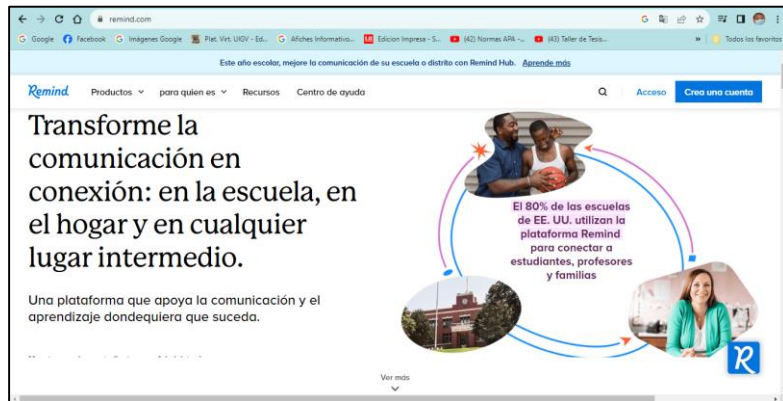 remind.com
Google Facebook Imágenes Google Plat. Virt. UIGV - Ed... Afiches Informativo... LR Edicion Impresa - S... (42) Normas APA -... (43) Taller de Tesis... » Todos los favoritos
Este año escolar, mejore la comunicación de su escuela o distrito con Remind Hub. Aprende más
Remind Productos para quien es Recursos Centro de ayuda Acceso Crea una cuenta
Transforme la
comunicación en
conexión: en la escuela, en
el hogar y en cualquier
lugar intermedio.
Una plataforma que apoya la comunicación y el
aprendizaje dondequiera que suceda.
El 80% de las escuelas
de EE. UU. utilizan la
plataforma Remind
para conectar a
estudiantes, profesores
y familias
R
Ver más